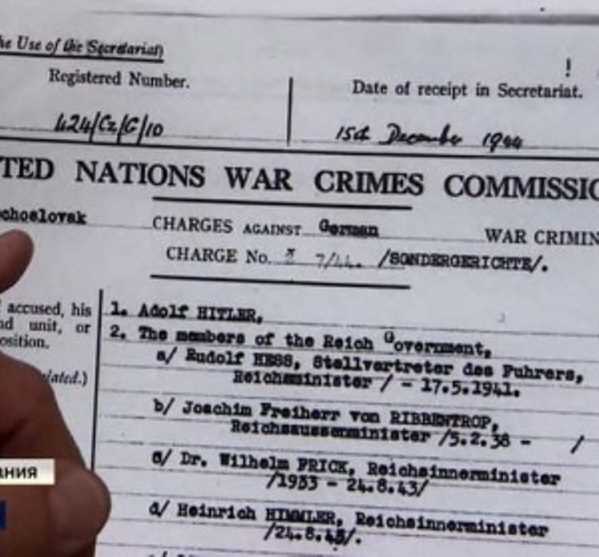 he Use of the Secretariat)
Registered Number.
Date of receipt in Secretariat.
!
424/Cz/G/10
15th December 1944
TED NATIONS WAR CRIMES COMMISSIO
choslovak
CHARGES AGAINST German
WAR CRIMIN
CHARGE No. 7/44. /SONDERGERICHTE/.
accused, his
nd unit, or
osition.
lated.)
1. Adolf HITLER,
2. The members of the Reich Government,
a/ Rudolf HESS, Stellvertreter des Fuhrers,
Reichsminister / - 17.5.1941.
b/ Joachim Freiherr von RIBBENTROP,
Reichsaussenminister /5.2.38 - /
c/ Dr. Wilhelm FRICK, Reichsinnerminister
/1933 - 24.8.43/
d/ Heinrich HIMMLER, Reichsinnerminister
/24.8.43/.
ания